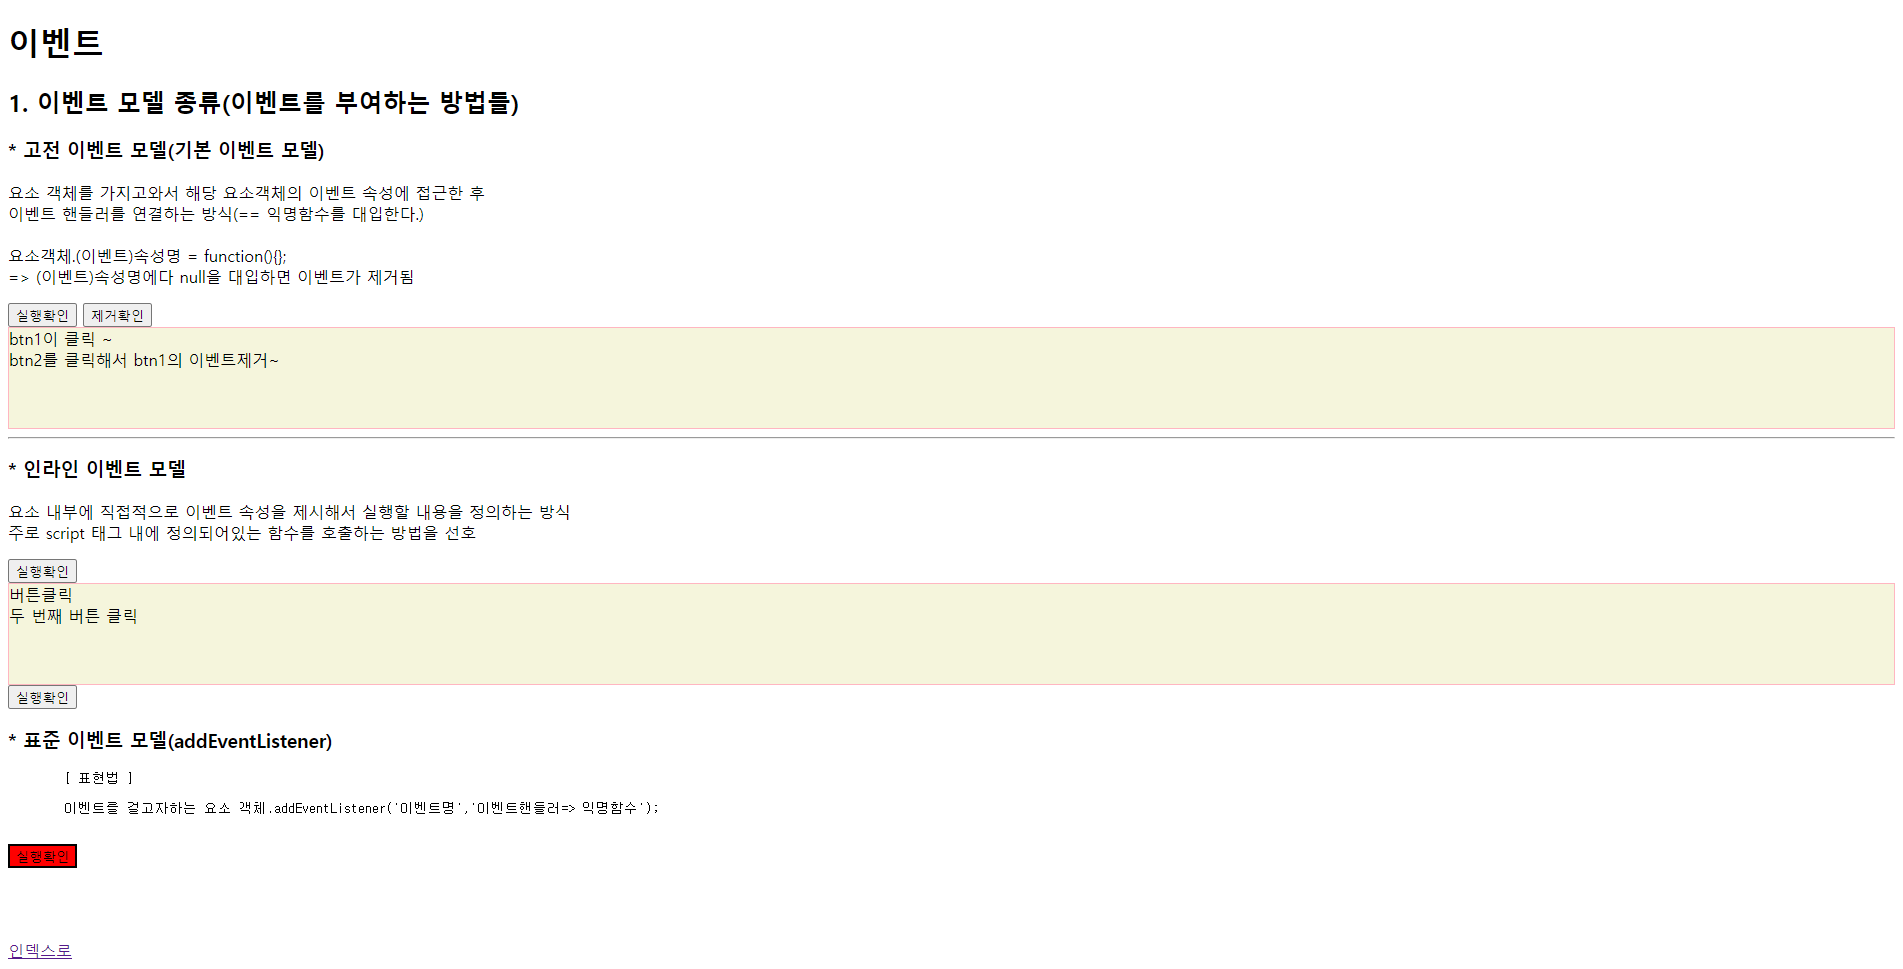 이벤트
1. 이벤트 모델 종류(이벤트를 부여하는 방법들)
* 고전 이벤트 모델(기본 이벤트 모델)
요소 객체를 가지고와서 해당 요소객체의 이벤트 속성에 접근한 후
이벤트 핸들러를 연결하는 방식(== 익명함수를 대입한다.)
요소객체.(이벤트)속성명 = function(){};
=> (이벤트)속성명에다 null을 대입하면 이벤트가 제거됨
실행확인 제거확인
btn1이 클릭 ~
btn2를 클릭해서 btn1의 이벤트제거~
* 인라인 이벤트 모델
요소 내부에 직접적으로 이벤트 속성을 제시해서 실행할 내용을 정의하는 방식
주로 script 태그 내에 정의되어있는 함수를 호출하는 방법을 선호
실행확인
버튼클릭
두 번째 버튼 클릭
실행확인
* 표준 이벤트 모델(addEventListener)
[ 표현법 ]
이벤트를 걸고자하는 요소 객체.addEventListener('이벤트명','이벤트핸들러=> 익명함수');
실행확인
인덱스로